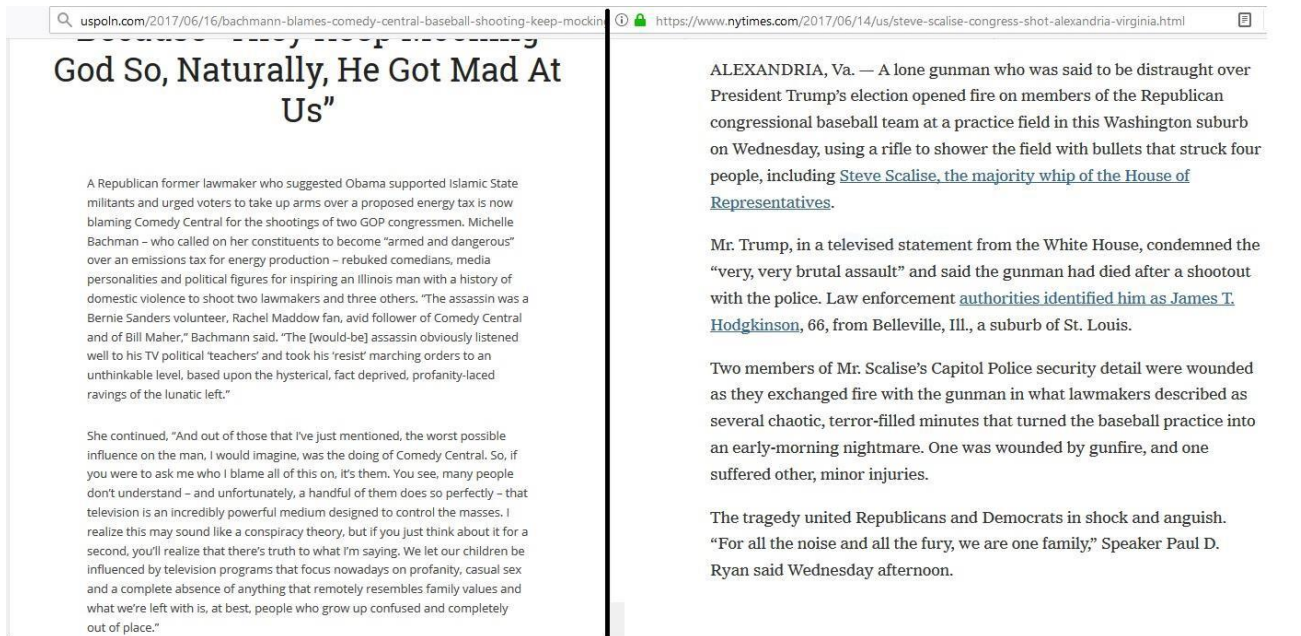 uspoln.com/2017/06/16/bachmann-blames-comedy-central-baseball-shooting-keep-mockin
"Because "They Keep Mocking
God So, Naturally, He Got Mad At
Us"
A Republican former lawmaker who suggested Obama supported Islamic State
militants and urged voters to take up arms over a proposed energy tax is now
blaming Comedy Central for the shootings of two GOP congressmen. Michelle
Bachman – who called on her constituents to become "armed and dangerous"
over an emissions tax for energy production – rebuked comedians, media
personalities and political figures for inspiring an Illinois man with a history of
domestic violence to shoot two lawmakers and three others. "The assassin was a
Bernie Sanders volunteer, Rachel Maddow fan, avid follower of Comedy Central
and of Bill Maher," Bachmann said. "The [would-be] assassin obviously listened
well to his TV political 'teachers' and took his 'resist' marching orders to an
unthinkable level, based upon the hysterical, fact deprived, profanity-laced
ravings of the lunatic left."
She continued, "And out of those that I've just mentioned, the worst possible
influence on the man, I would imagine, was the doing of Comedy Central. So, if
you were to ask me who I blame all of this on, it's them. You see, many people
don't understand – and unfortunately, a handful of them does so perfectly – that
television is an incredibly powerful medium designed to control the masses. I
realize this may sound like a conspiracy theory, but if you just think about it for a
second, you'll realize that there's truth to what I'm saying. We let our children be
influenced by television programs that focus nowadays on profanity, casual sex
and a complete absence of anything that remotely resembles family values and
what we're left with is, at best, people who grow up confused and completely
out of place."
https://www.nytimes.com/2017/06/14/us/steve-scalise-congress-shot-alexandria-virginia.html
ALEXANDRIA, Va. — A lone gunman who was said to be distraught over
President Trump's election opened fire on members of the Republican
congressional baseball team at a practice field in this Washington suburb
on Wednesday, using a rifle to shower the field with bullets that struck four
people, including Steve Scalise, the majority whip of the House of
Representatives.
Mr. Trump, in a televised statement from the White House, condemned the
"very, very brutal assault" and said the gunman had died after a shootout
with the police. Law enforcement authorities identified him as James T.
Hodgkinson, 66, from Belleville, Ill., a suburb of St. Louis.
Two members of Mr. Scalise's Capitol Police security detail were wounded
as they exchanged fire with the gunman in what lawmakers described as
several chaotic, terror-filled minutes that turned the baseball practice into
an early-morning nightmare. One was wounded by gunfire, and one
suffered other, minor injuries.
The tragedy united Republicans and Democrats in shock and anguish.
"For all the noise and all the fury, we are one family," Speaker Paul D.
Ryan said Wednesday afternoon.